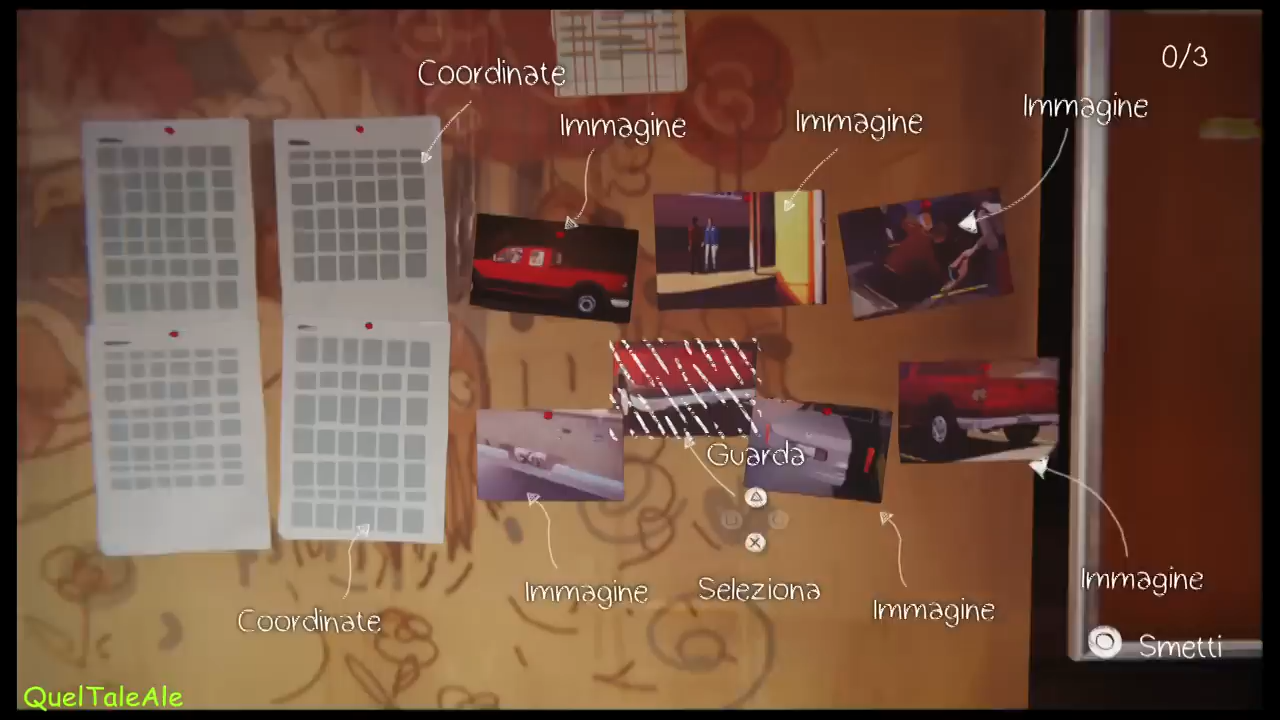 0/3
Coordinate
Immagine
Immagine
Immagine
Guarda
Immagine
Seleziona
Immagine
Immagine
Coordinate
Smetti
QuelTaleAle